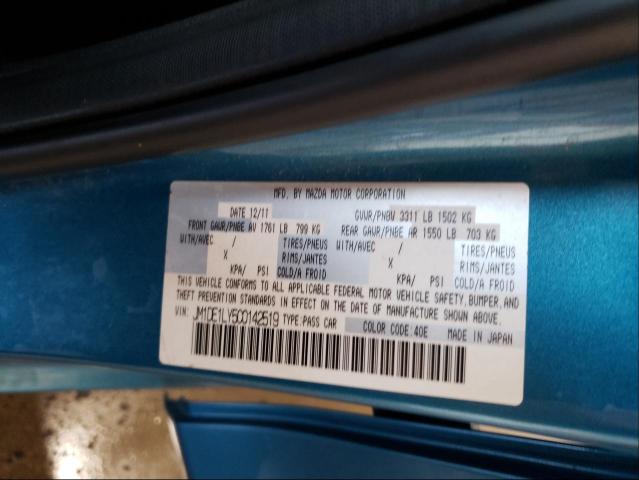 MFD. BY MAZDA MOTOR CORPORATION
DATE 12/11 GVWR/PNBV 3311 LB 1502 KG
FRONT GAWR/PNBE AV 1761 LB 799 KG REAR GAWR/PNBE AR 1550 LB 703 KG
WITH/AVEC / TIRES/PNEUS WITH/AVEC / TIRES/PNEUS
X RIMS/JANTES X RIMS/JANTES
KPA/ PSI COLD/A FROID KPA/ PSI COLD/A FROID
THIS VEHICLE CONFORMS TO ALL APPLICABLE FEDERAL MOTOR VEHICLE SAFETY, BUMPER, AND
THEFT PREVENTION STANDARDS IN EFFECT ON THE DATE OF MANUFACTURE SHOWN ABOVE.
VIN: JM1DE1LY5C0142519 TYPE:PASS CAR COLOR CODE:40E MADE IN JAPAN